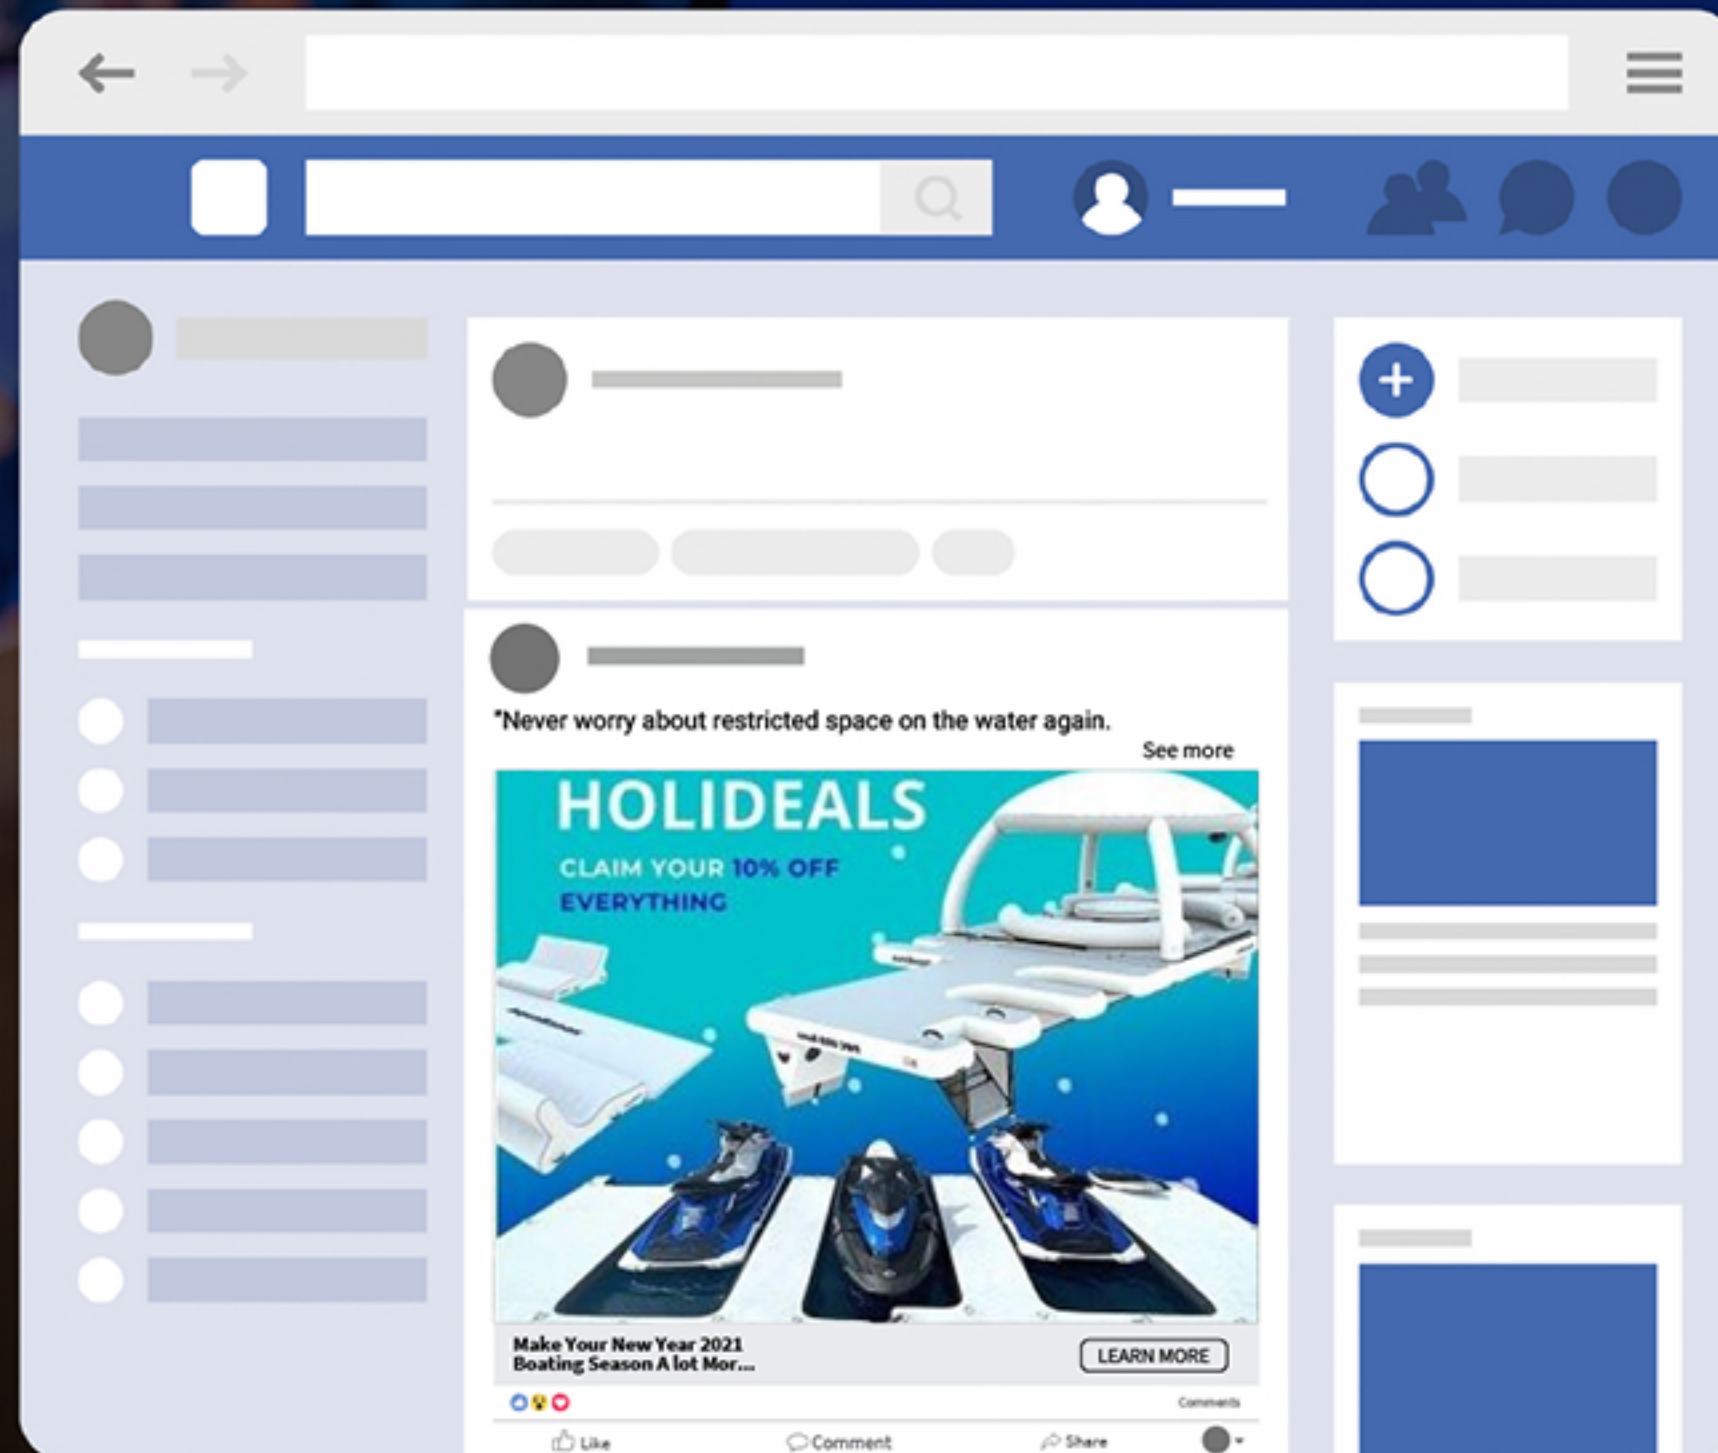 "Never worry about restricted space on the water again.
See more
HOLIDEALS
CLAIM YOUR 10% OFF
EVERYTHING
Make Your New Year 2021
Boating Season A lot Mor...
LEARN MORE
Comments
Like
Comment
Share